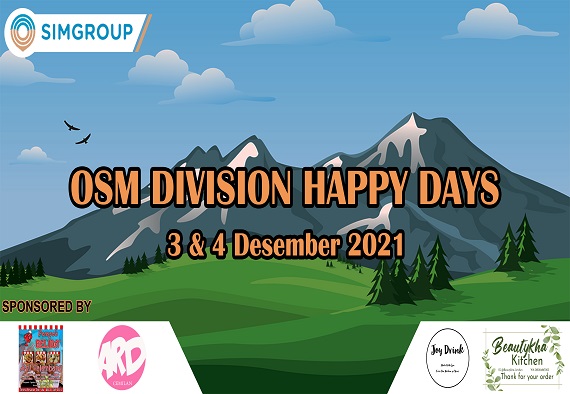 SIMGROUP
OSM DIVISION HAPPY DAYS
3 & 4 Desember 2021
SPONSORED BY
ARD
Joy Drink
Beautykha
Kitchen
Thank for your order